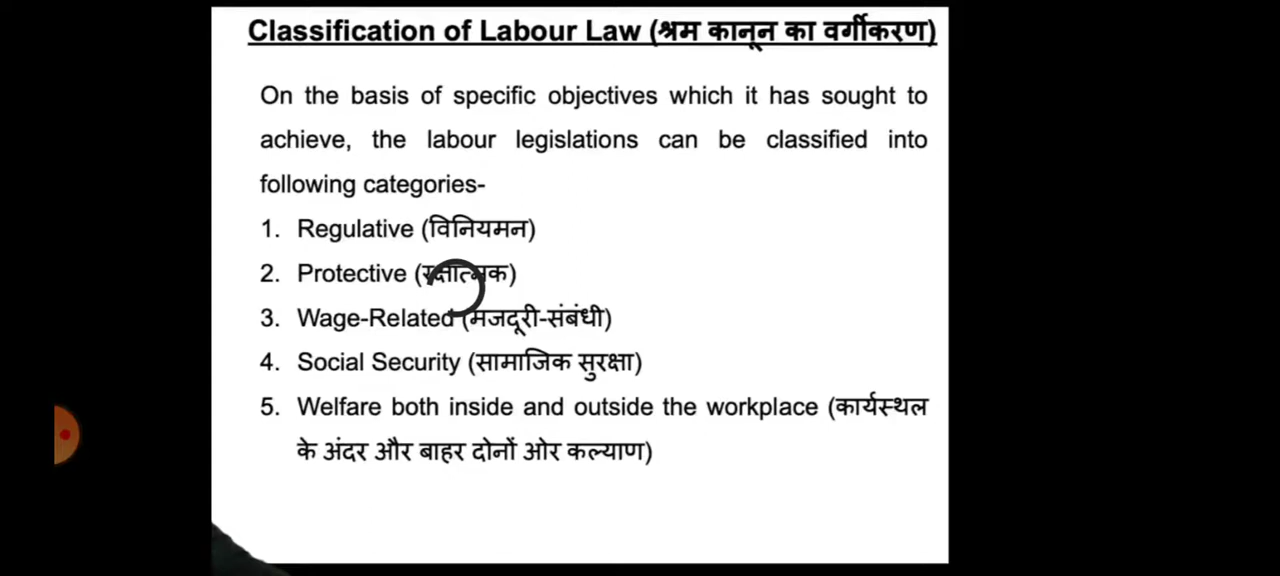 Classification of Labour Law (श्रम कानून का वर्गीकरण)
On the basis of specific objectives which it has sought to
achieve, the labour legislations can be classified into
following categories-
1. Regulative (विनियमन)
2. Protective (रक्षात्मक)
3. Wage-Related (मजदूरी-संबंधी)
4. Social Security (सामाजिक सुरक्षा)
5. Welfare both inside and outside the workplace (कार्यस्थल
के अंदर और बाहर दोनों ओर कल्याण)